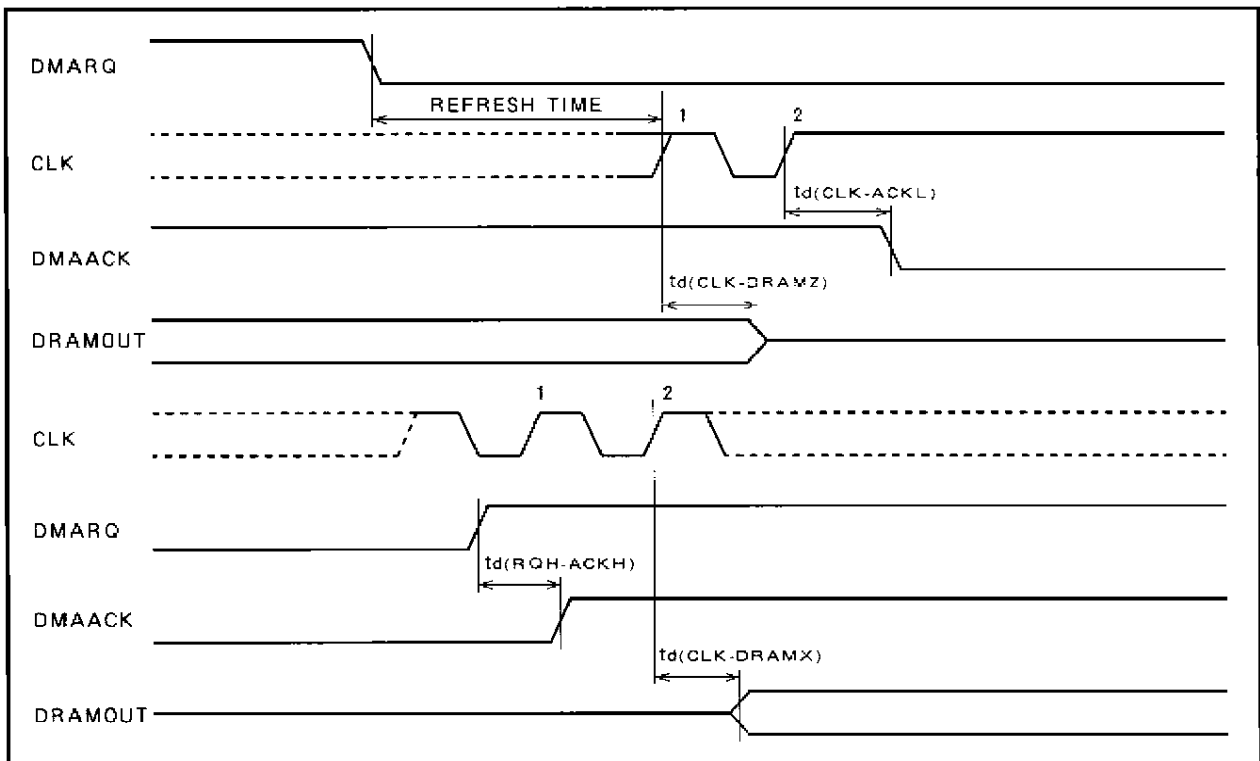 DMARQ
REFRESH TIME
1 2
CLK
td(CLK-ACKL)
DMAACK
td(CLK-DRAMZ)
DRAMOUT
1 2
CLK
DMARQ
td(RQH-ACKH)
DMAACK
td(CLK-DRAMX)
DRAMOUT